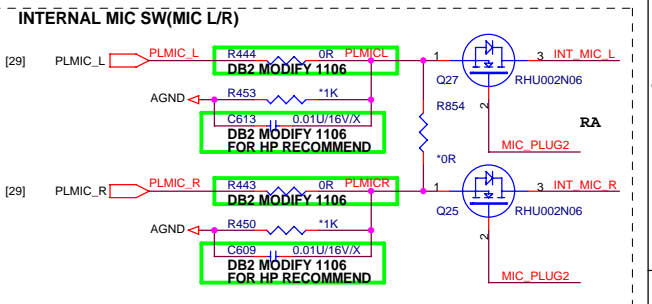 INTERNAL MIC SW(MIC L/R)
[29] PLMIC_L PLMIC_L R444 0R PLMICL 1 3 INT_MIC_L
DB2 MODIFY 1106
Q27 RHU002N06
R453 *1K
AGND
R854
2
C613 0.01U/16V/X
RA
DB2 MODIFY 1106
FOR HP RECOMMEND
MIC_PLUG2
*0R
[29] PLMIC_R PLMIC_R R443 0R PLMICR 1 3 INT_MIC_R
DB2 MODIFY 1106
Q25 RHU002N06
R450 *1K
AGND
2
C609 0.01U/16V/X
DB2 MODIFY 1106
FOR HP RECOMMEND
MIC_PLUG2